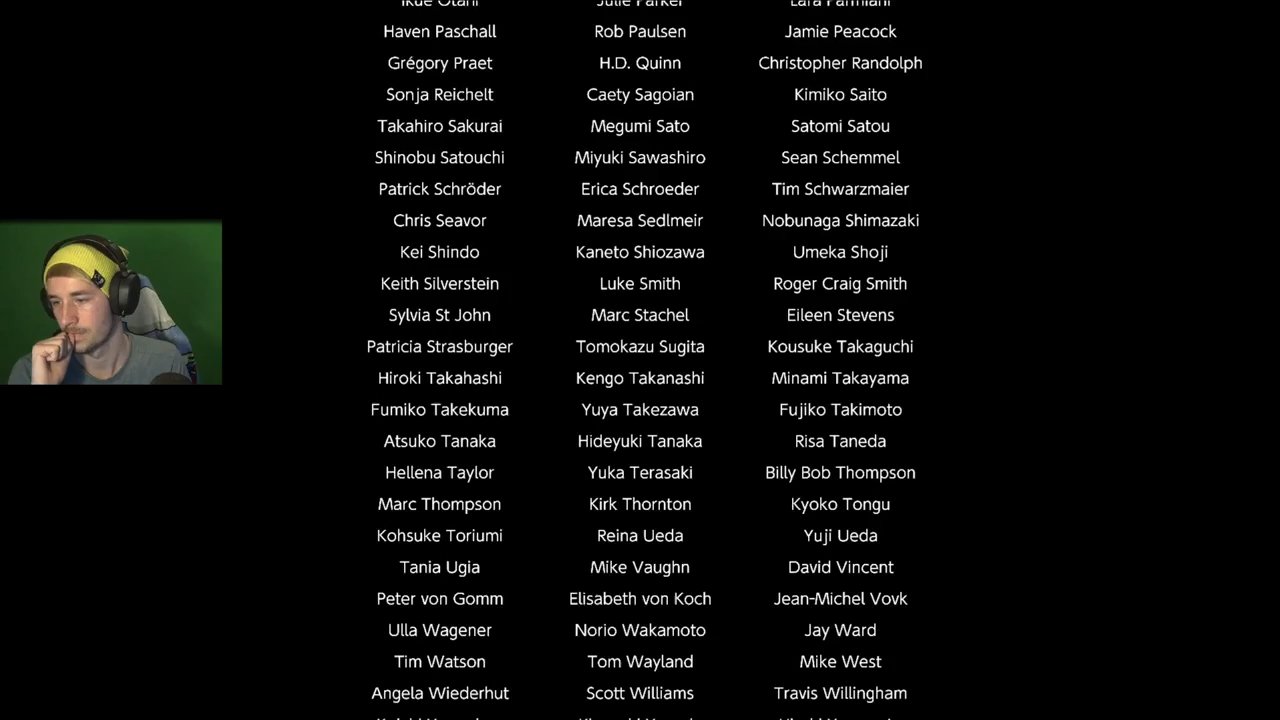 Ikue Otani Julie Parker Lara Parmiani
Haven Paschall Rob Paulsen Jamie Peacock
Grégory Praet H.D. Quinn Christopher Randolph
Sonja Reichelt Caety Sagoian Kimiko Saito
Takahiro Sakurai Megumi Sato Satomi Satou
Shinobu Satouchi Miyuki Sawashiro Sean Schemmel
Patrick Schröder Erica Schroeder Tim Schwarzmaier
Chris Seavor Maresa Sedlmeir Nobunaga Shimazaki
Kei Shindo Kaneto Shiozawa Umeka Shoji
Keith Silverstein Luke Smith Roger Craig Smith
Sylvia St John Marc Stachel Eileen Stevens
Patricia Strasburger Tomokazu Sugita Kousuke Takaguchi
Hiroki Takahashi Kengo Takanashi Minami Takayama
Fumiko Takekuma Yuya Takezawa Fujiko Takimoto
Atsuko Tanaka Hideyuki Tanaka Risa Taneda
Hellena Taylor Yuka Terasaki Billy Bob Thompson
Marc Thompson Kirk Thornton Kyoko Tongu
Kohsuke Toriumi Reina Ueda Yuji Ueda
Tania Ugia Mike Vaughn David Vincent
Peter von Gomm Elisabeth von Koch Jean-Michel Vovk
Ulla Wagener Norio Wakamoto Jay Ward
Tim Watson Tom Wayland Mike West
Angela Wiederhut Scott Williams Travis Willingham